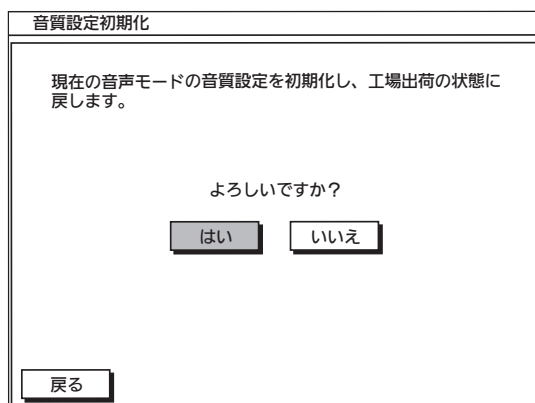 音質設定初期化
現在の音声モードの音質設定を初期化し、工場出荷の状態に
戻します。
よろしいですか？
はい
いいえ
戻る